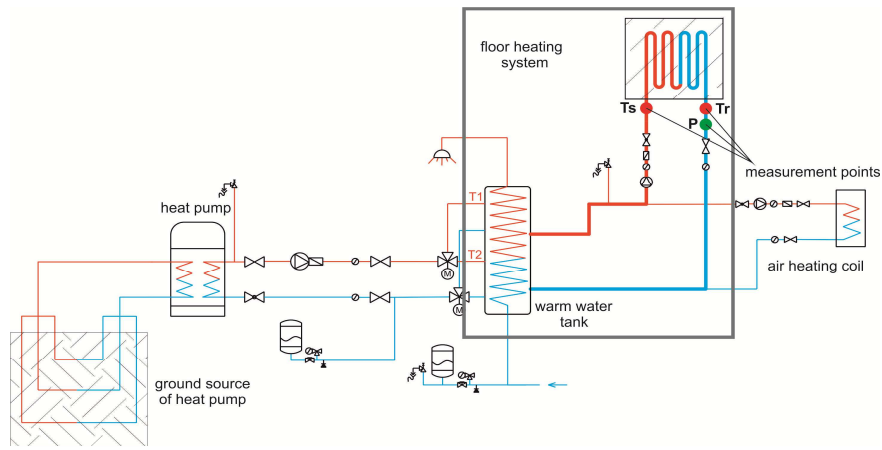 floor heating
system
Ts
Tr
P
measurement points
heat pump
T1
T2
M
M
air heating coil
warm water
tank
ground source
of heat pump